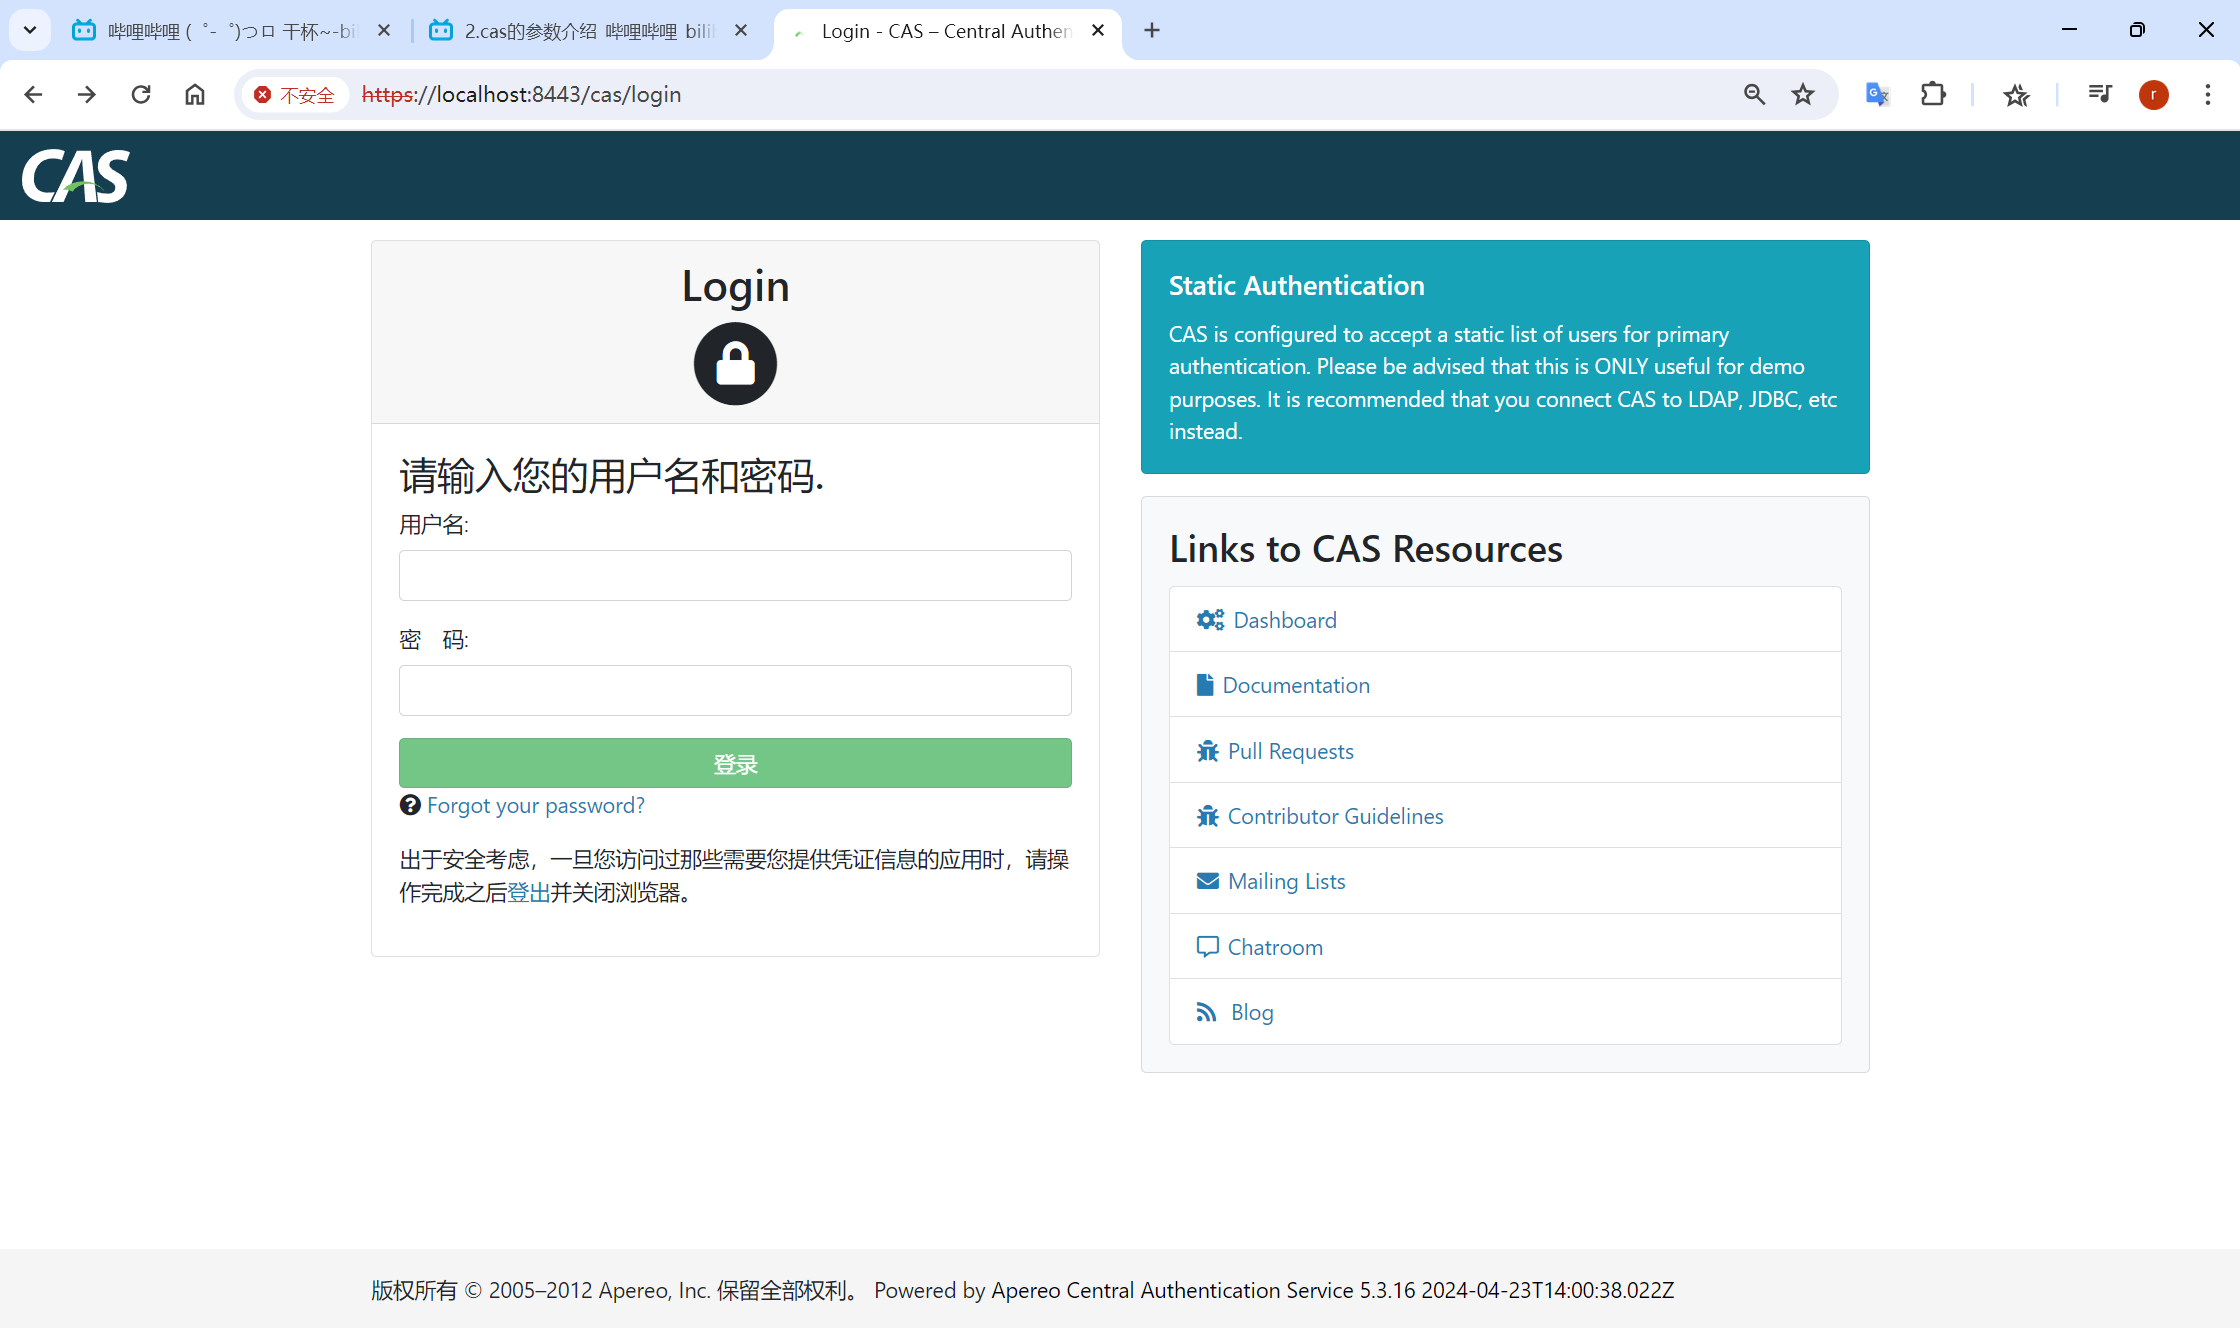 哔哩哔哩 ( ゜- ゜)つロ 干杯~-bi
2.cas的参数介绍 哔哩哔哩 bili
Login - CAS – Central Authen
不安全
https://localhost:8443/cas/login
r
CAS
Login
请输入您的用户名和密码.
用户名:
密 码:
登录
Forgot your password?
出于安全考虑，一旦您访问过那些需要您提供凭证信息的应用时，请操
作完成之后登出并关闭浏览器。
Static Authentication
CAS is configured to accept a static list of users for primary
authentication. Please be advised that this is ONLY useful for demo
purposes. It is recommended that you connect CAS to LDAP, JDBC, etc
instead.
Links to CAS Resources
Dashboard
Documentation
Pull Requests
Contributor Guidelines
Mailing Lists
Chatroom
Blog
版权所有 © 2005–2012 Apereo, Inc. 保留全部权利。 Powered by Apereo Central Authentication Service 5.3.16 2024-04-23T14:00:38.022Z